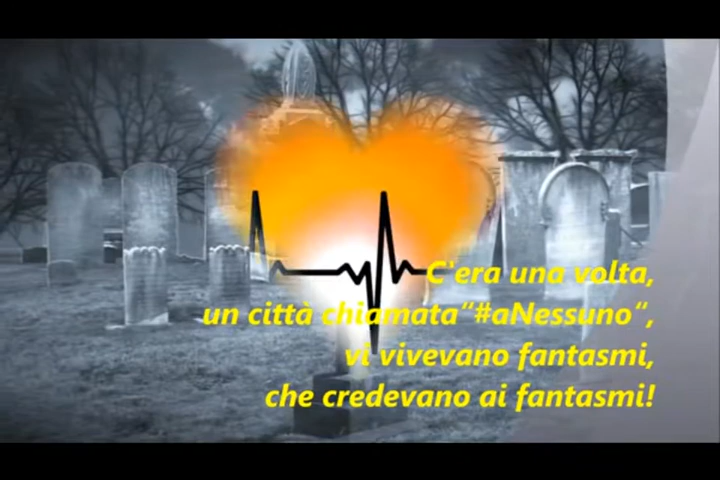 C'era una volta,
un città chiamata“#aNessuno“,
vi vivevano fantasmi,
che credevano ai fantasmi!